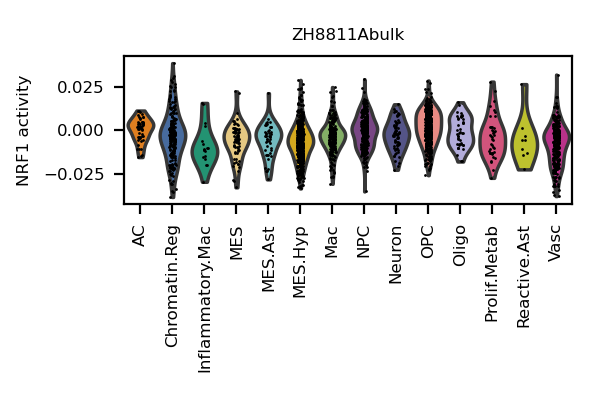 ZH8811Abulk
NRF1 activity
0.025
0.000
−0.025
AC
Chromatin.Reg
Inflammatory.Mac
MES
MES.Ast
MES.Hyp
Mac
NPC
Neuron
OPC
Oligo
Prolif.Metab
Reactive.Ast
Vasc